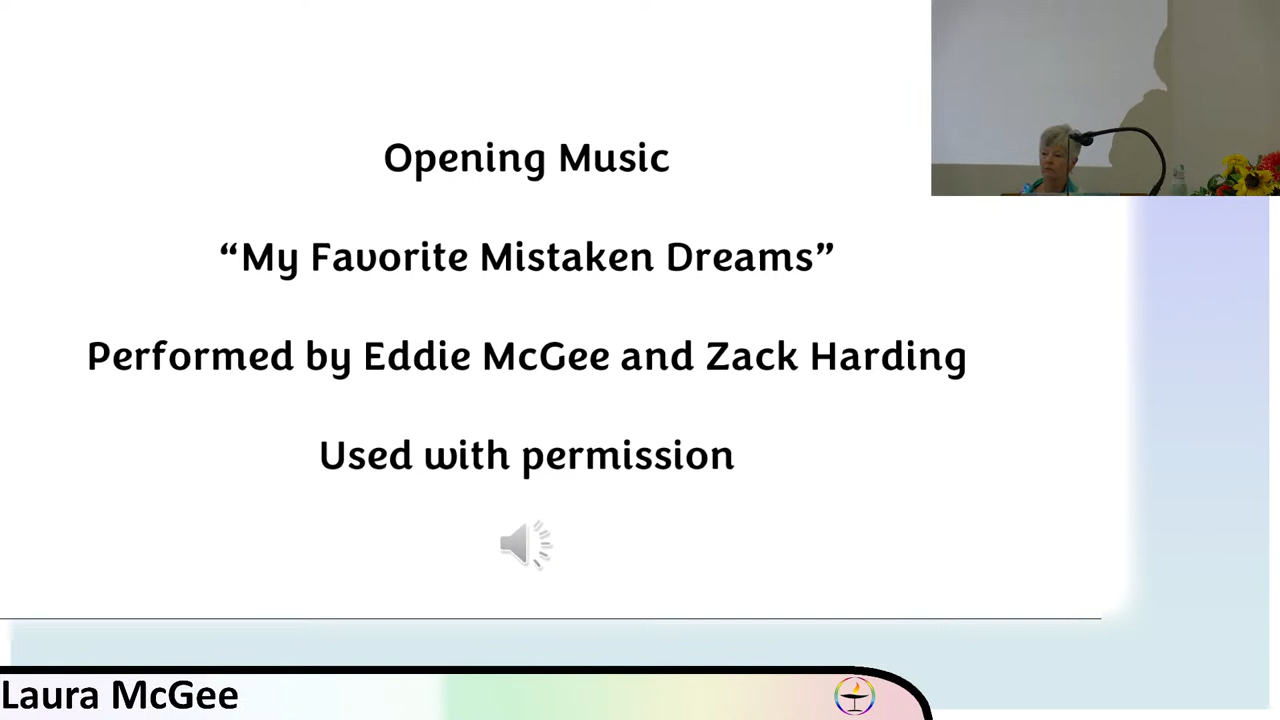 Opening Music
“My Favorite Mistaken Dreams”
Performed by Eddie McGee and Zack Harding
Used with permission
Laura McGee